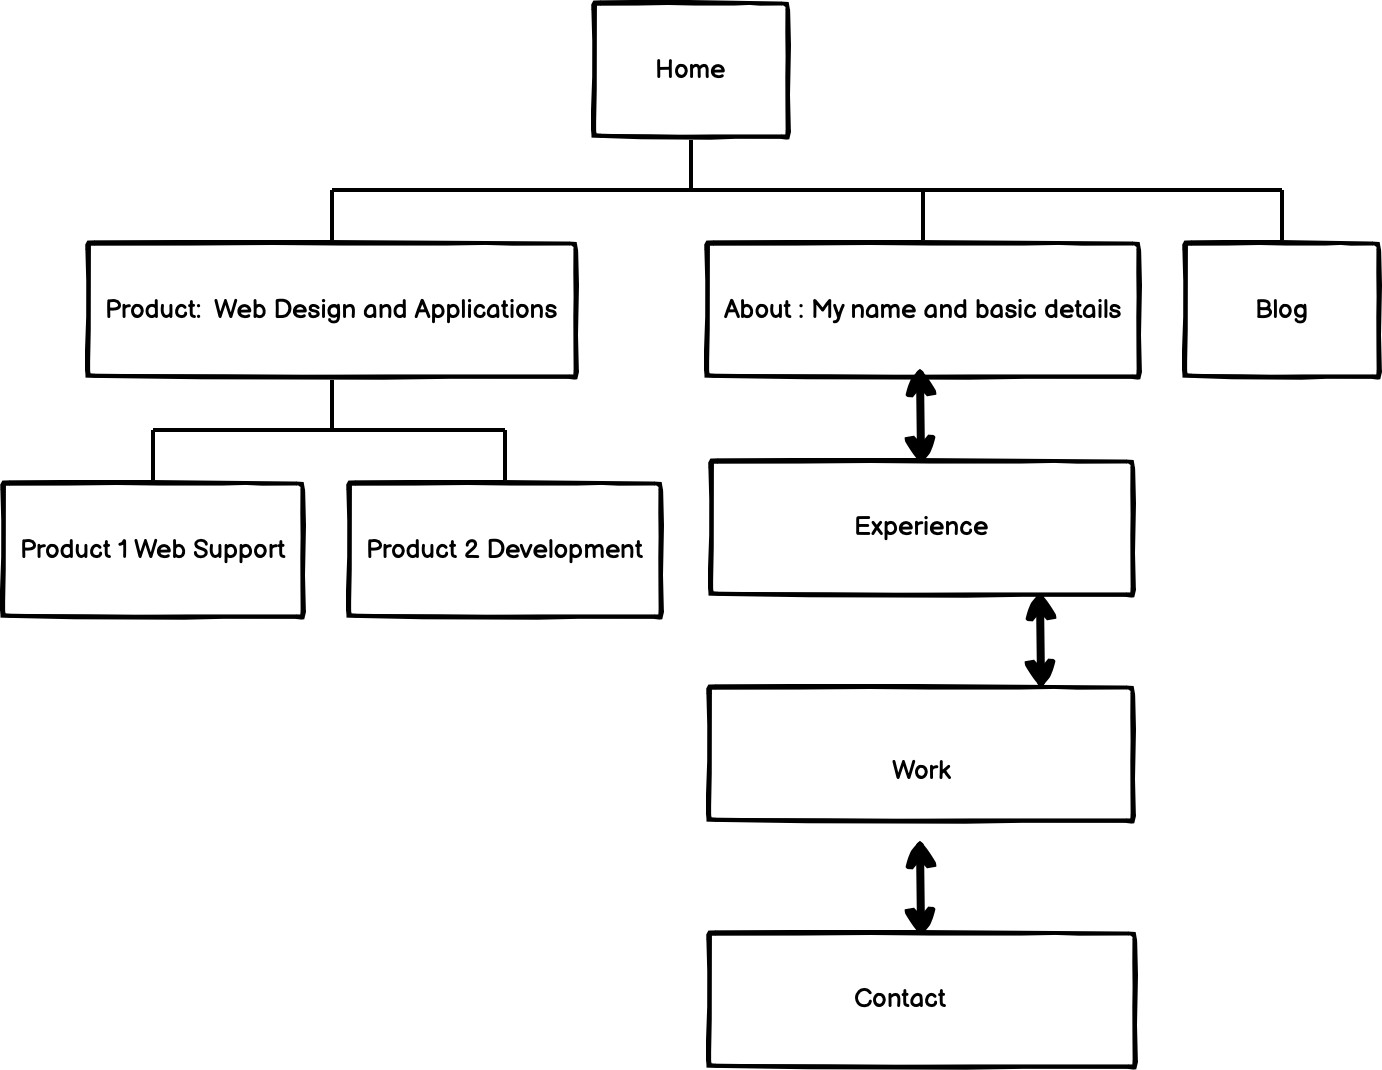 Home
Product:  Web Design and Applications
About : My name and basic details
Blog
Product 1 Web Support
Product 2 Development
Experience
Work
Contact